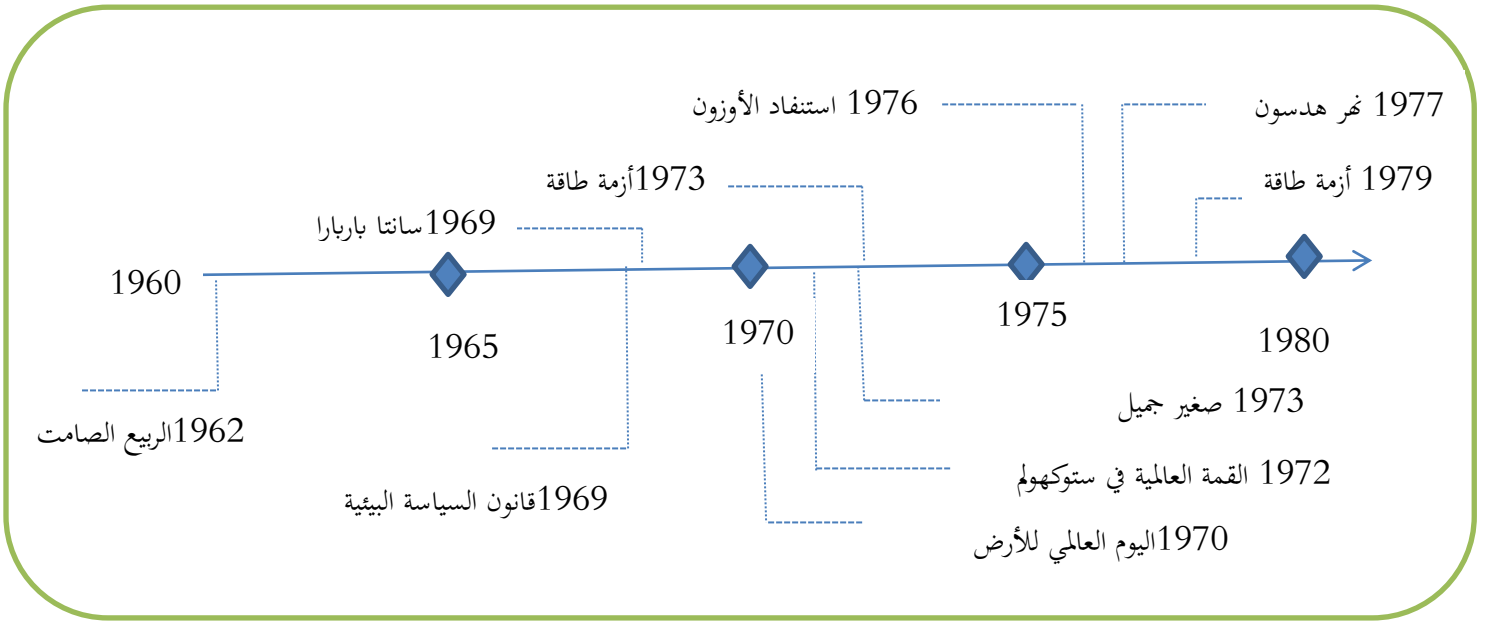 1976 استنفاد الأوزون
1977 نهر هدسون
1973أزمة طاقة
1979 أزمة طاقة
1969سانتا باربارا
1960
1965
1970
1975
1980
1962الربيع الصامت
1973 صغير جميل
1972 القمة العالمية في ستوكهولم
1969قانون السياسة البيئية
1970اليوم العالمي للأرض